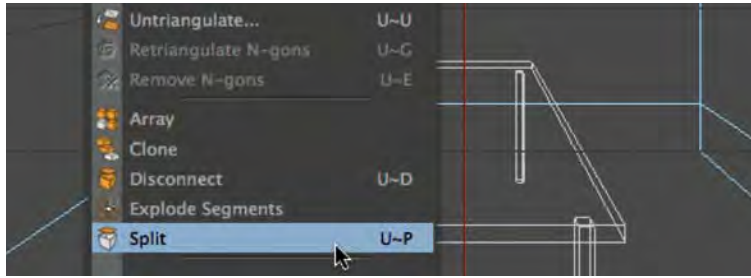 Untriangulate... U~U
Retriangulate N-gons U~G
Remove N-gons U~E
Array
Clone
Disconnect U~D
Explode Segments
Split U~P